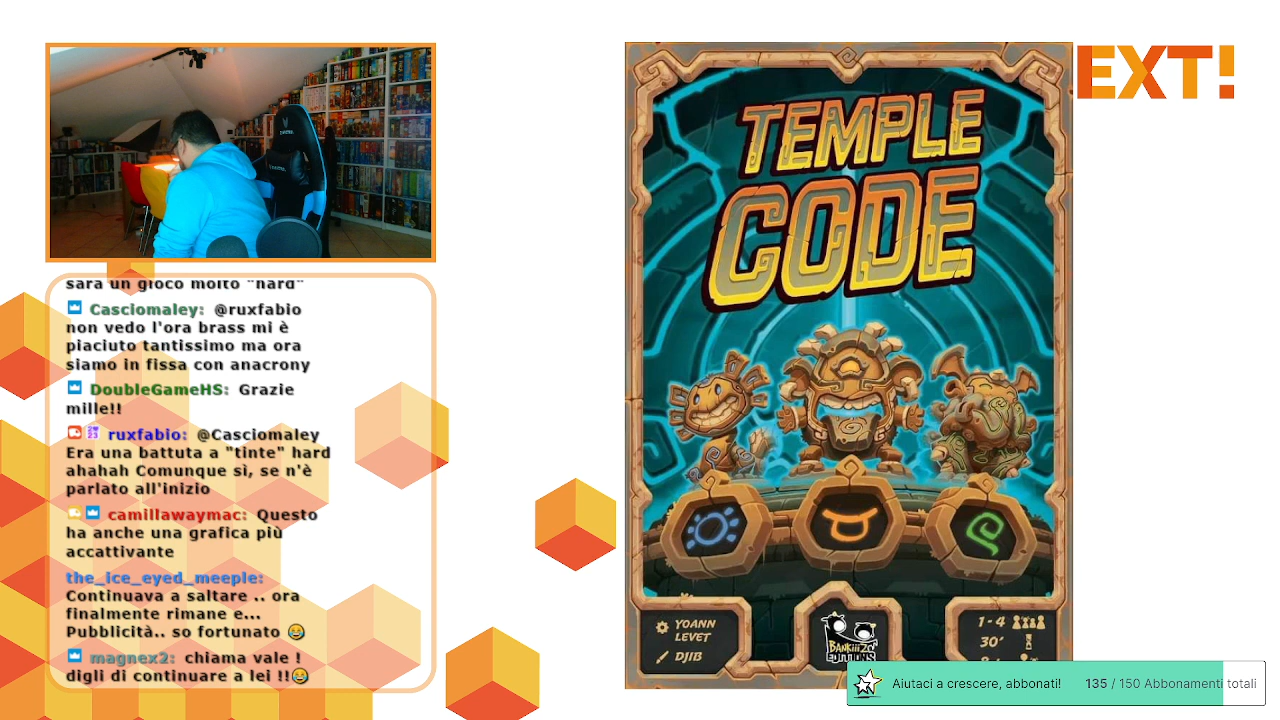 sarà un gioco molto "hard"
Casciomaley: @ruxfabio
non vedo l'ora brass mi è
piaciuto tantissimo ma ora
siamo in fissa con anacrony
DoubleGameHS: Grazie
mille!!
ruxfabio: @Casciomaley
Era una battuta a "tinte" hard
ahahah Comunque sì, se n'è
parlato all'inizio
camillawaymac: Questo
ha anche una grafica più
accattivante
the_ice_eyed_meeple:
Continuava a saltare .. ora
finalmente rimane e...
Pubblicità.. so fortunato 😂
magnex2: chiama vale !
digli di continuare a lei !!😂
EXT!
TEMPLE
CODE
YOANN
LEVET
DJIB
BANKIIIZ
EDITIONS
1-4
30'
Aiutaci a crescere, abbonati! 135 / 150 Abbonamenti totali